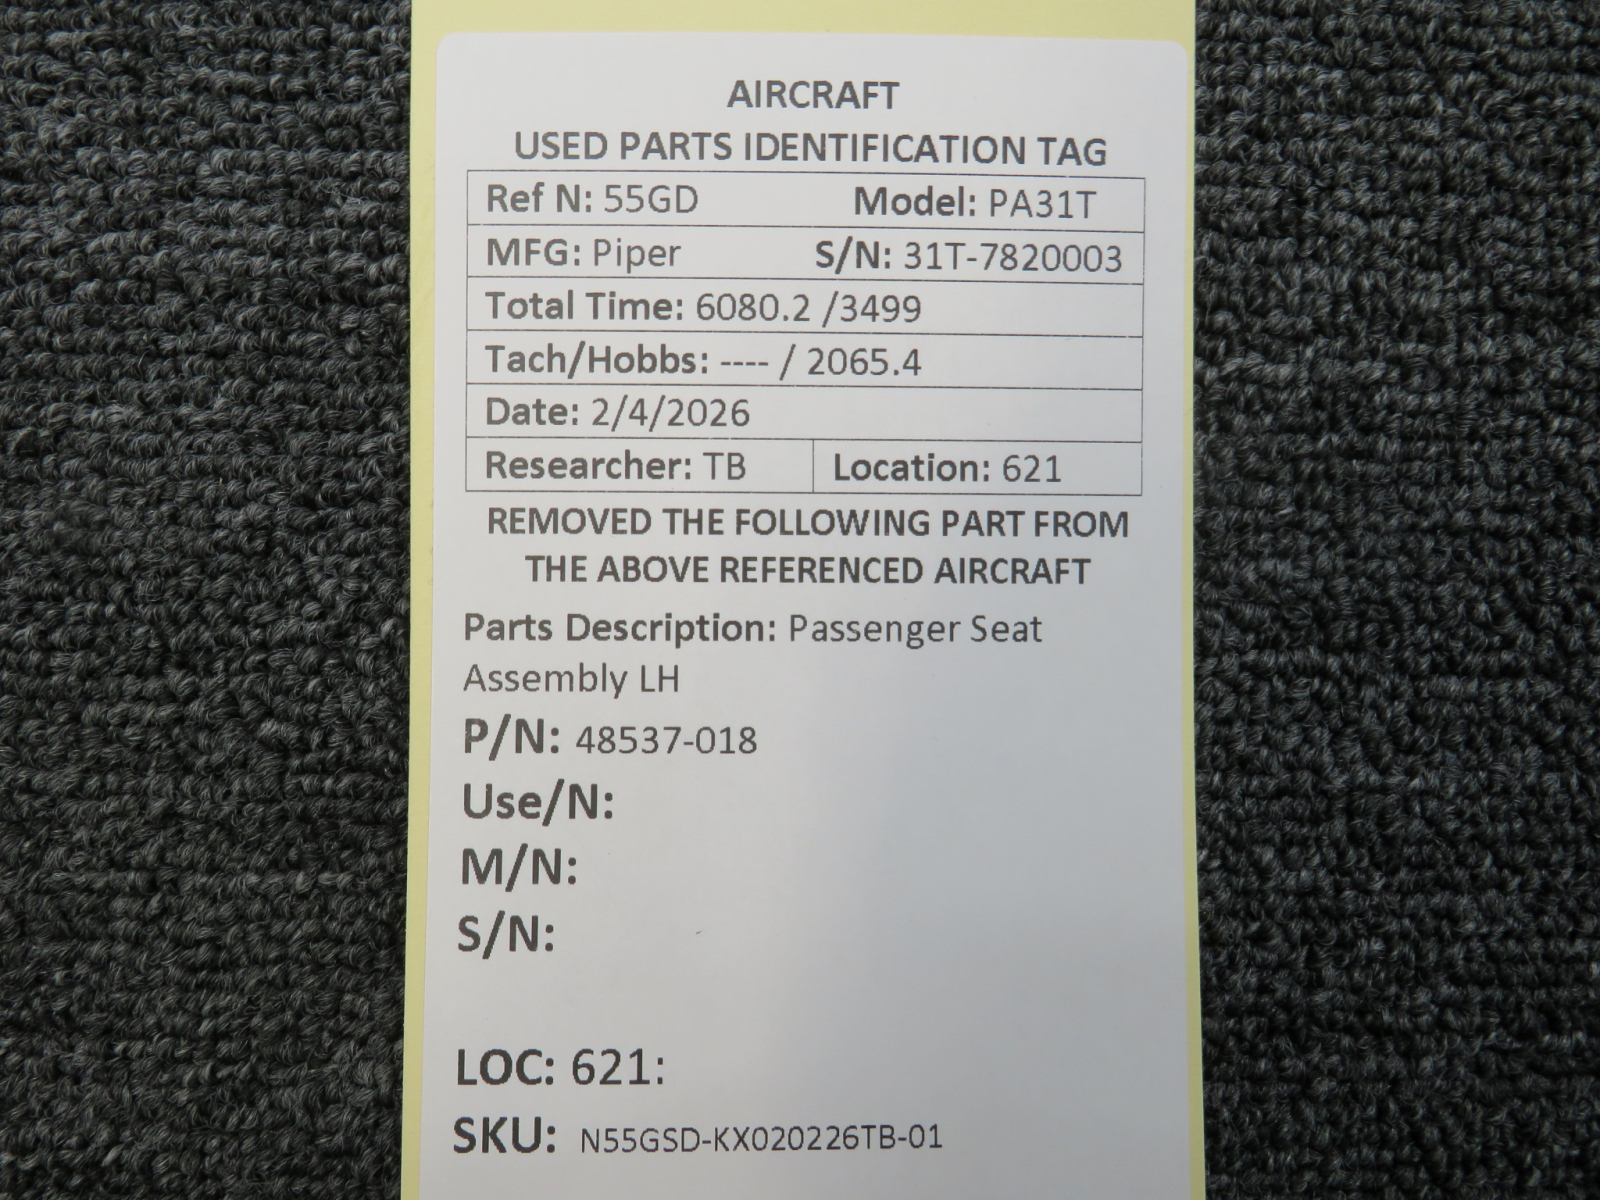 AIRCRAFT
USED PARTS IDENTIFICATION TAG
Ref N: 55GD Model: PA31T
MFG: Piper S/N: 31T-7820003
Total Time: 6080.2 /3499
Tach/Hobbs: ---- / 2065.4
Date: 2/4/2026
Researcher: TB Location: 621
REMOVED THE FOLLOWING PART FROM
THE ABOVE REFERENCED AIRCRAFT
Parts Description: Passenger Seat
Assembly LH
P/N: 48537-018
Use/N:
M/N:
S/N:
LOC: 621:
SKU: N55GSD-KX020226TB-01